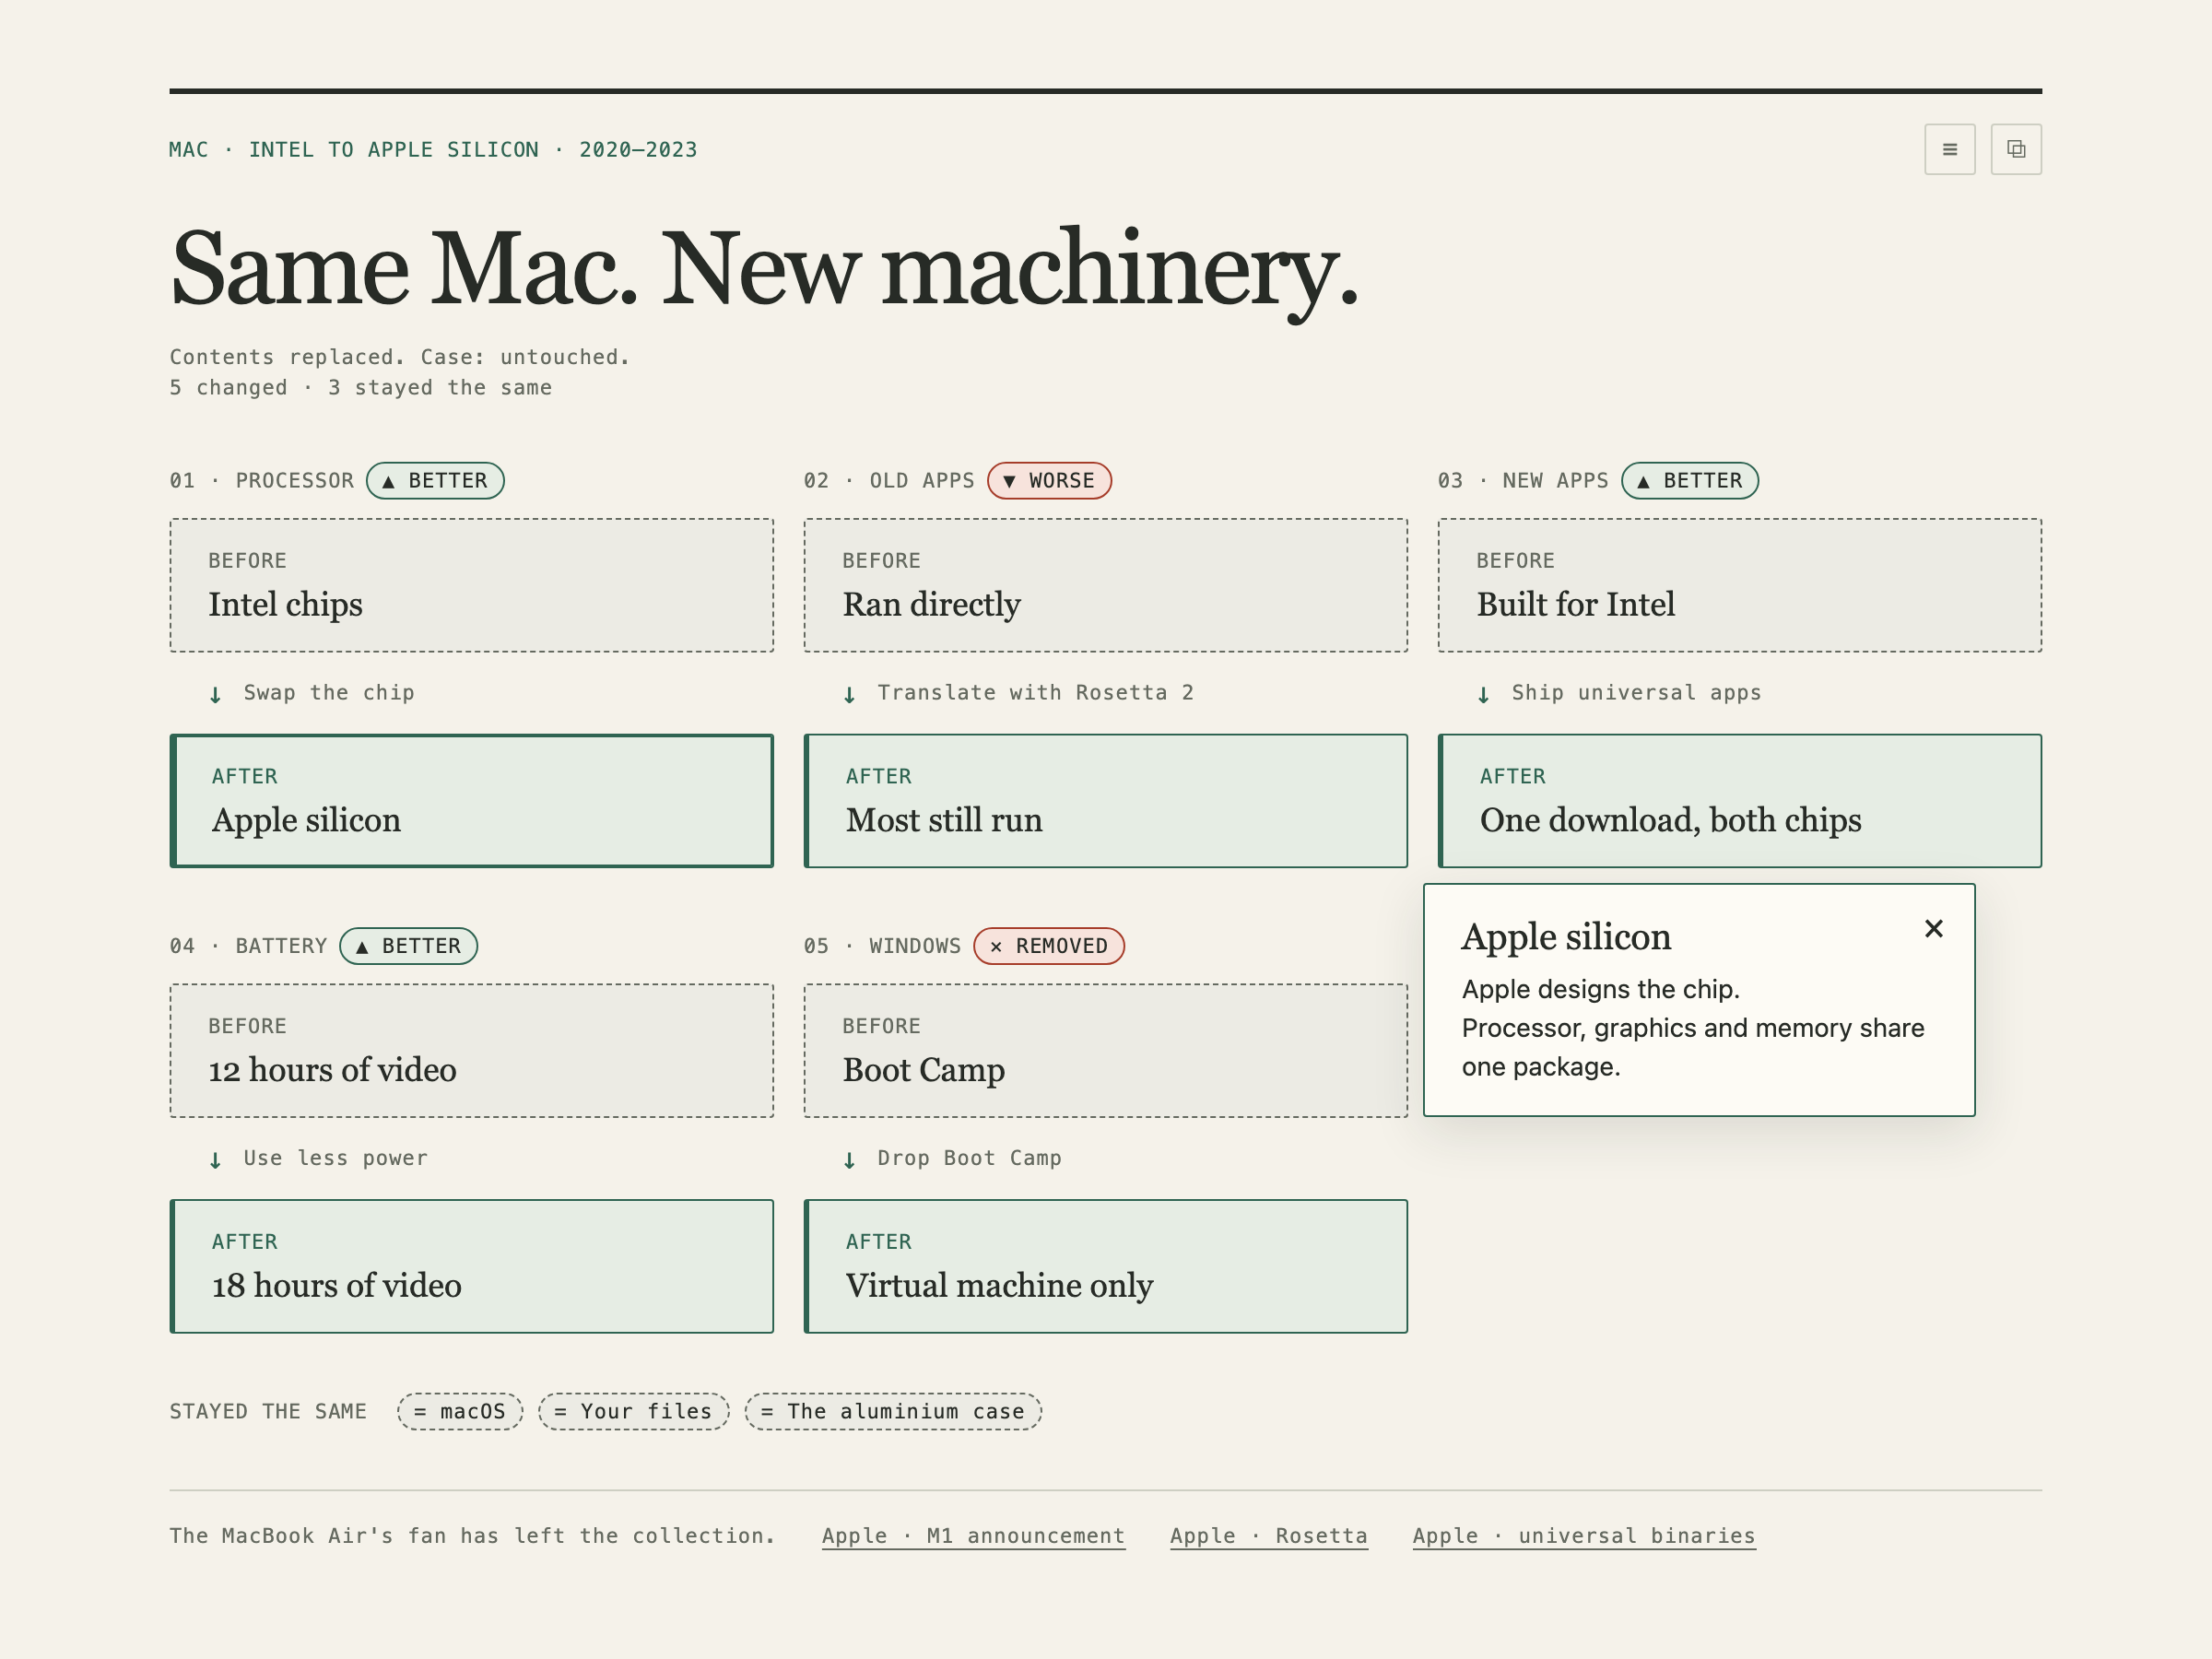 MAC · INTEL TO APPLE SILICON · 2020–2023
Same Mac. New machinery.
Contents replaced. Case: untouched.
5 changed · 3 stayed the same
01 · PROCESSOR ▲ BETTER
BEFORE
Intel chips
↓ Swap the chip
AFTER
Apple silicon
02 · OLD APPS ▼ WORSE
BEFORE
Ran directly
↓ Translate with Rosetta 2
AFTER
Most still run
03 · NEW APPS ▲ BETTER
BEFORE
Built for Intel
↓ Ship universal apps
AFTER
One download, both chips
04 · BATTERY ▲ BETTER
BEFORE
12 hours of video
↓ Use less power
AFTER
18 hours of video
05 · WINDOWS × REMOVED
BEFORE
Boot Camp
↓ Drop Boot Camp
AFTER
Virtual machine only
Apple silicon ×
Apple designs the chip.
Processor, graphics and memory share
one package.
STAYED THE SAME = macOS = Your files = The aluminium case
The MacBook Air's fan has left the collection. Apple · M1 announcement Apple · Rosetta Apple · universal binaries